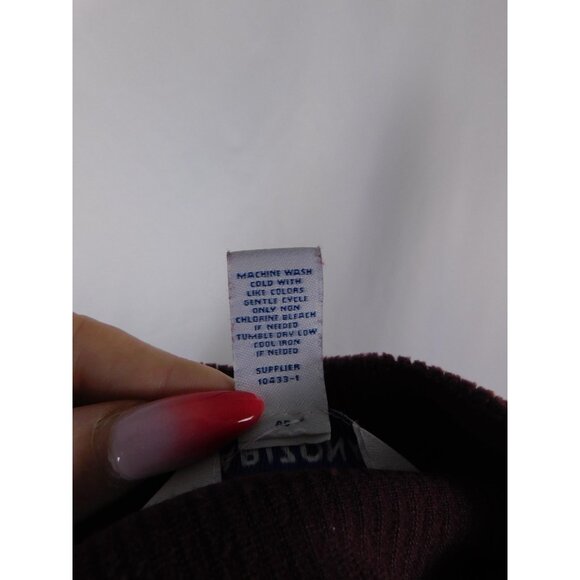 MACHINE WASH
COLD WITH
LIKE COLORS
GENTLE CYCLE
ONLY NON
CHLORINE BLEACH
IF NEEDED
TUMBLE DRY LOW
COOL IRON
IF NEEDED
SUPPLIER
10433-1